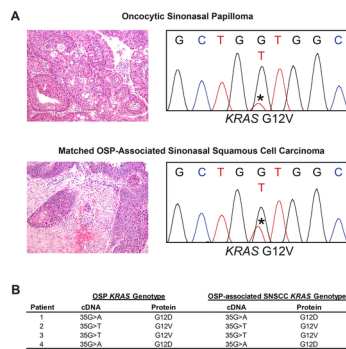 A
Oncocytic Sinonasal Papilloma
G C T G G T G G C
T
*
KRAS G12V
Matched OSP-Associated Sinonasal Squamous Cell Carcinoma
G C T G G T G G C
T
*
KRAS G12V
B
OSP KRAS Genotype OSP-associated SNSCC KRAS Genotype
Patient cDNA Protein cDNA Protein
1 35G>A G12D 35G>A G12D
2 35G>T G12V 35G>T G12V
3 35G>T G12V 35G>T G12V
4 35G>A G12D 35G>A G12D